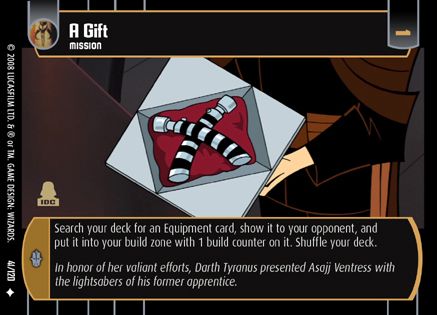 A Gift
MISSION
1
IDC
Search your deck for an Equipment card, show it to your opponent, and
put it into your build zone with 1 build counter on it. Shuffle your deck.
In honor of her valiant efforts, Darth Tyranus presented Asajj Ventress with
the lightsabers of his former apprentice.
© 2008 LUCASFILM LTD. & ® or TM. GAME DESIGN: WIZARDS.
41/120